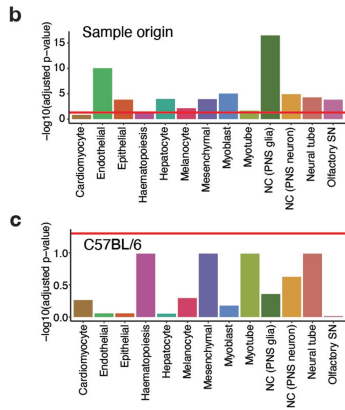 b
Sample origin
−log10(adjusted p-value)
15
10
5
0
Cardiomyocyte
Endothelial
Epithelial
Haematopoiesis
Hepatocyte
Melanocyte
Mesenchymal
Myoblast
Myotube
NC (PNS glia)
NC (PNS neuron)
Neural tube
Olfactory SN
c
C57BL/6
−log10(adjusted p-value)
1.0
0.5
0.0
Cardiomyocyte
Endothelial
Epithelial
Haematopoiesis
Hepatocyte
Melanocyte
Mesenchymal
Myoblast
Myotube
NC (PNS glia)
NC (PNS neuron)
Neural tube
Olfactory SN